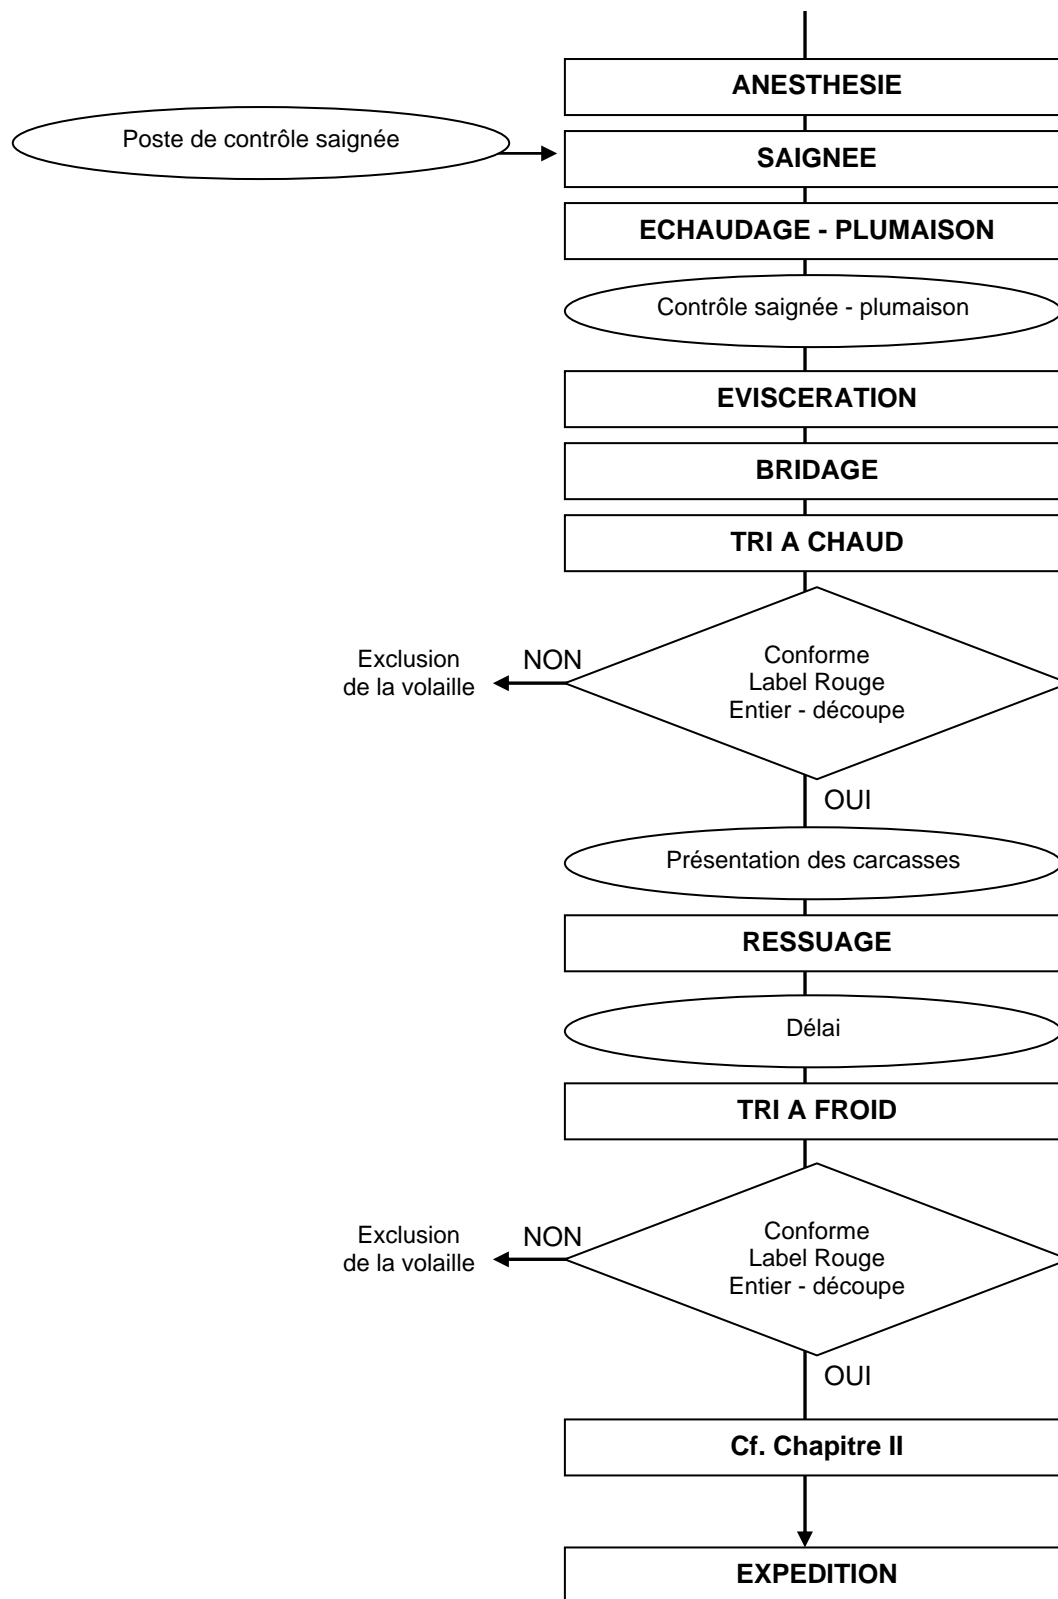 ANESTHESIE
Poste de contrôle saignée
SAIGNEE
ECHAUDAGE - PLUMAISON
Contrôle saignée - plumaison
EVISCERATION
BRIDAGE
TRI A CHAUD
Exclusion
de la volaille
NON
Conforme
Label Rouge
Entier - découpe
OUI
Présentation des carcasses
RESSUAGE
Délai
TRI A FROID
Exclusion
de la volaille
NON
Conforme
Label Rouge
Entier - découpe
OUI
Cf. Chapitre II
EXPEDITION